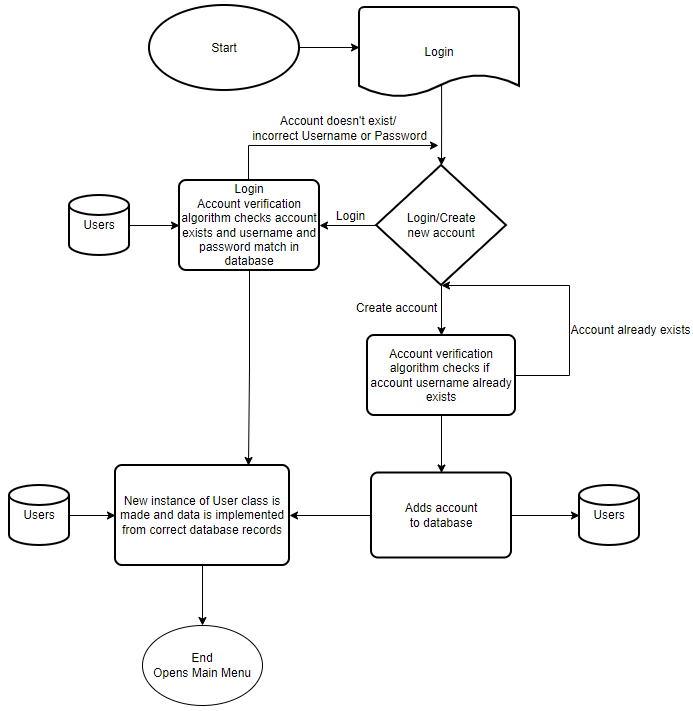 Start
Login
Account doesn't exist/
incorrect Username or Password
Login
Account verification
algorithm checks account
exists and username and
password match in
database
Users
Login
Login/Create
new account
Create account
Account already exists
Account verification
algorithm checks if
account username already
exists
New instance of User class is
made and data is implemented
from correct database records
Users
Adds account
to database
Users
End
Opens Main Menu